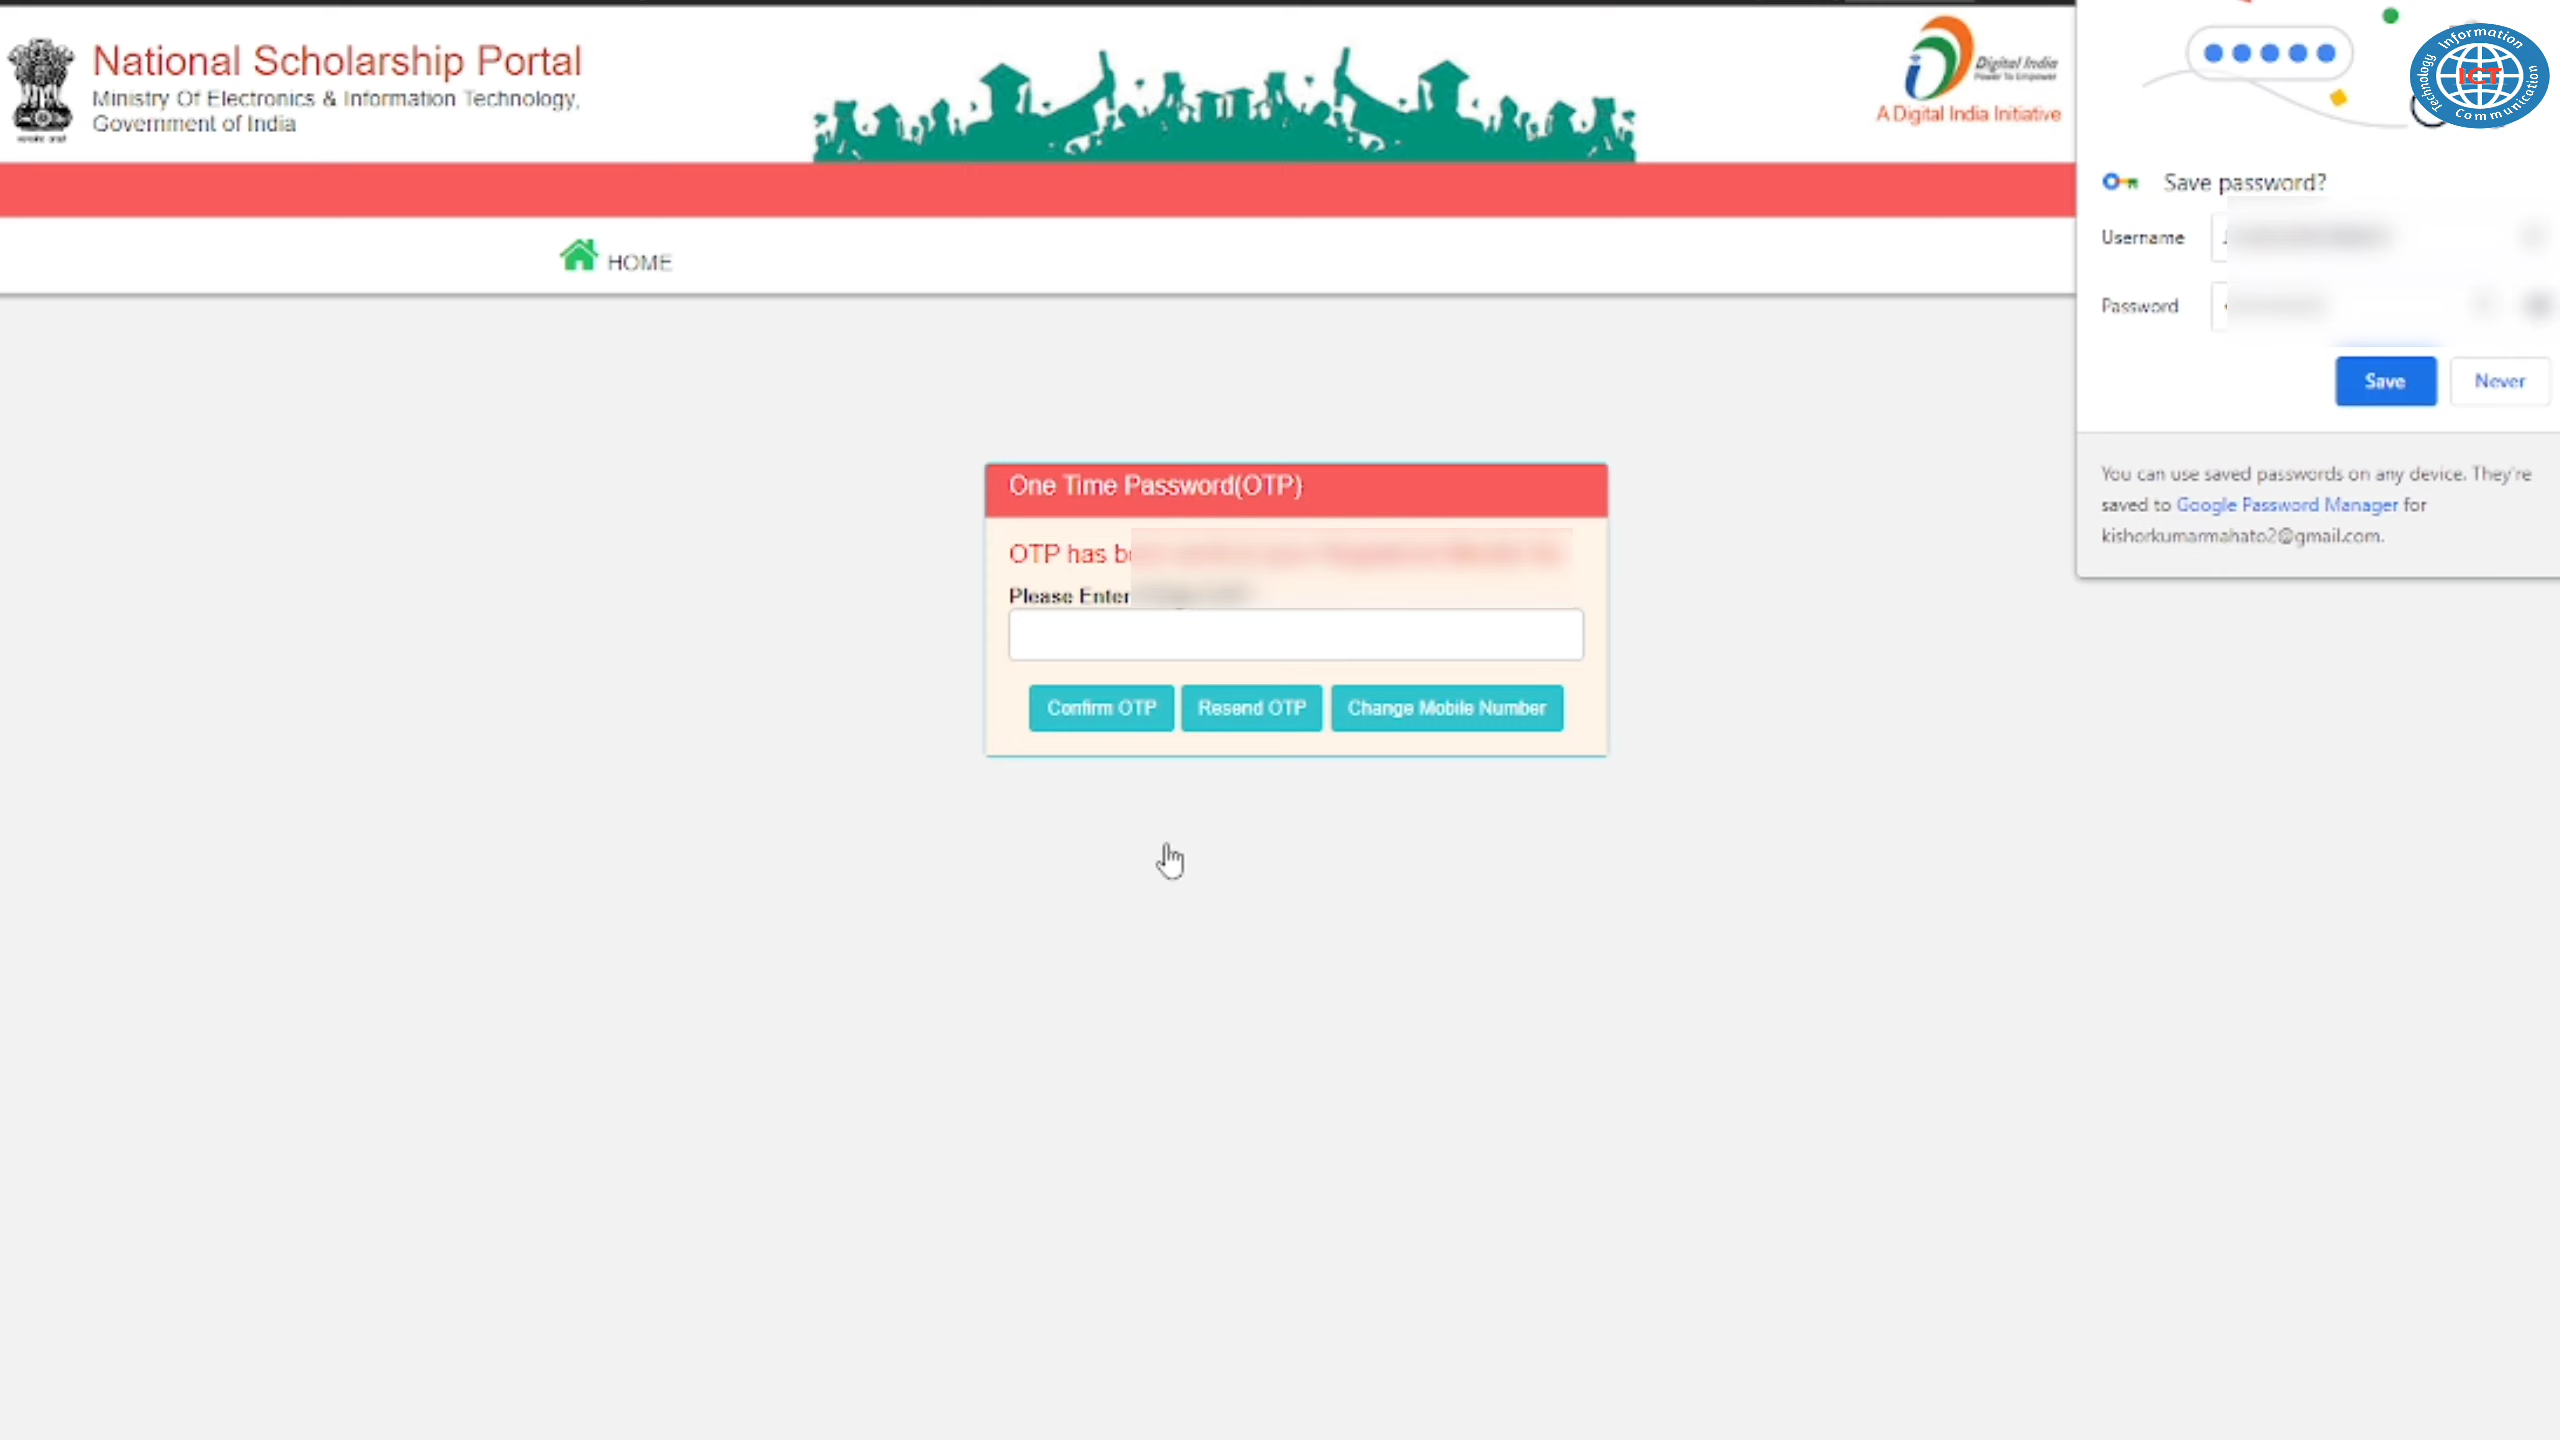 National Scholarship Portal
Ministry Of Electronics & Information Technology,
Government of India
Digital India
Power To Empower
A Digital India Initiative
HOME
One Time Password(OTP)
OTP has
Please Enter
Confirm OTP
Resend OTP
Change Mobile Number
Information
Communication
Technology
ICT
Save password?
Username
Password
Save
Never
You can use saved passwords on any device. They're
saved to Google Password Manager for
kishorkumarmahato2@gmail.com.